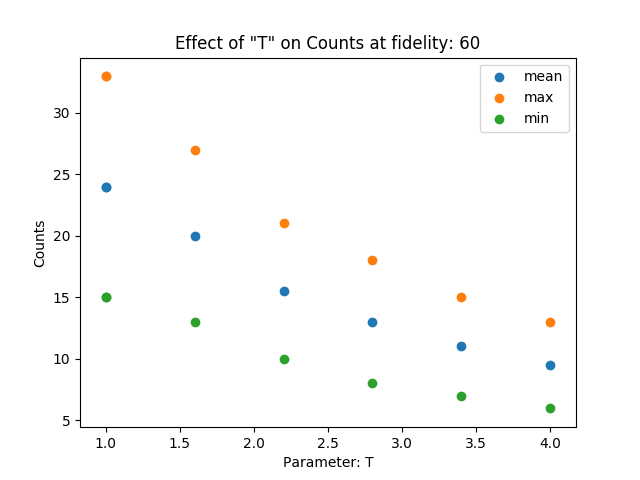 Effect of "T" on Counts at fidelity: 60
mean
max
min
Counts
30
25
20
15
10
5
1.0 1.5 2.0 2.5 3.0 3.5 4.0
Parameter: T